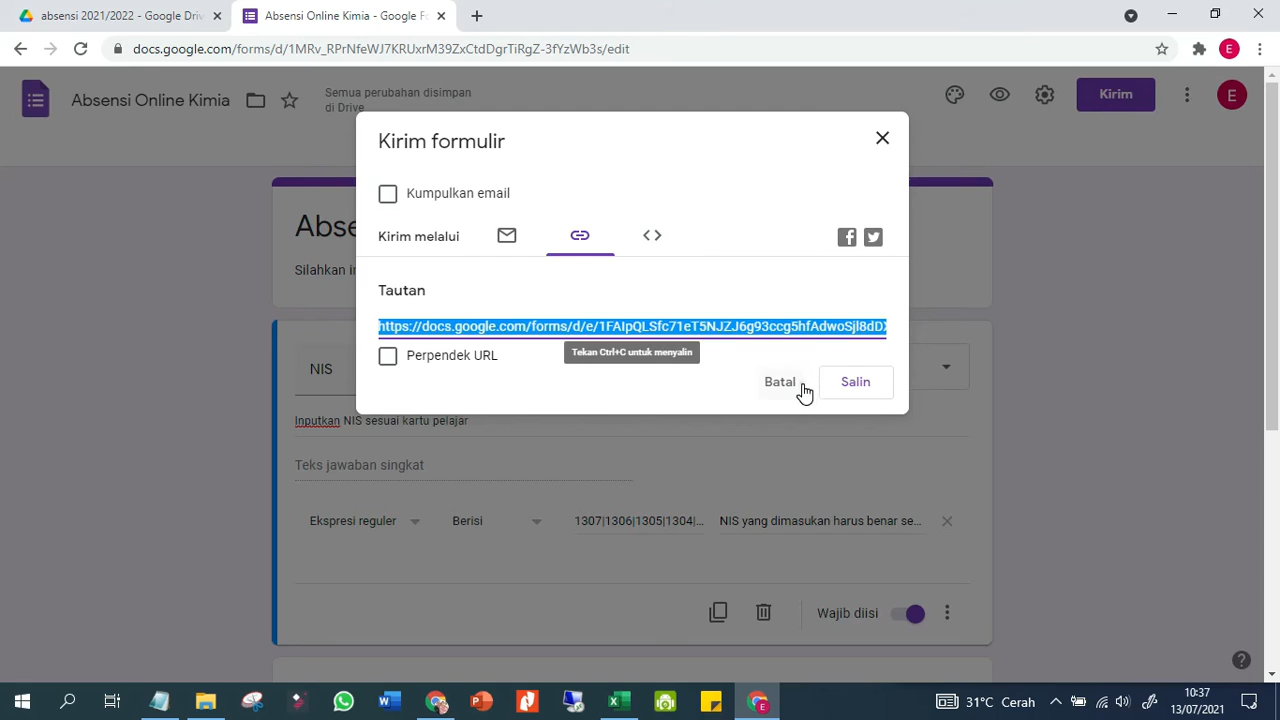 absensi 2021/2022 - Google Driv
Absensi Online Kimia - Google Fo
docs.google.com/forms/d/1MRv_RPrNfeWJ7KRUxrM39ZxCtdDgrTiRgZ-3fYzWb3s/edit
E
Absensi Online Kimia
Semua perubahan disimpan
di Drive
Kirim
E
Kirim formulir
Kumpulkan email
Kirim melalui
Tautan
https://docs.google.com/forms/d/e/1FAIpQLSfc71eT5NJZJ6g93ccg5hfAdwoSjl8dDX
Tekan Ctrl+C untuk menyalin
Perpendek URL
Batal
Salin
Abse
Silahkan in
NIS
Inputkan NIS sesuai kartu pelajar
Teks jawaban singkat
Ekspresi reguler
Berisi
1307|1306|1305|1304|...
NIS yang dimasukan harus benar se...
Wajib diisi
31°C Cerah
10:37
13/07/2021